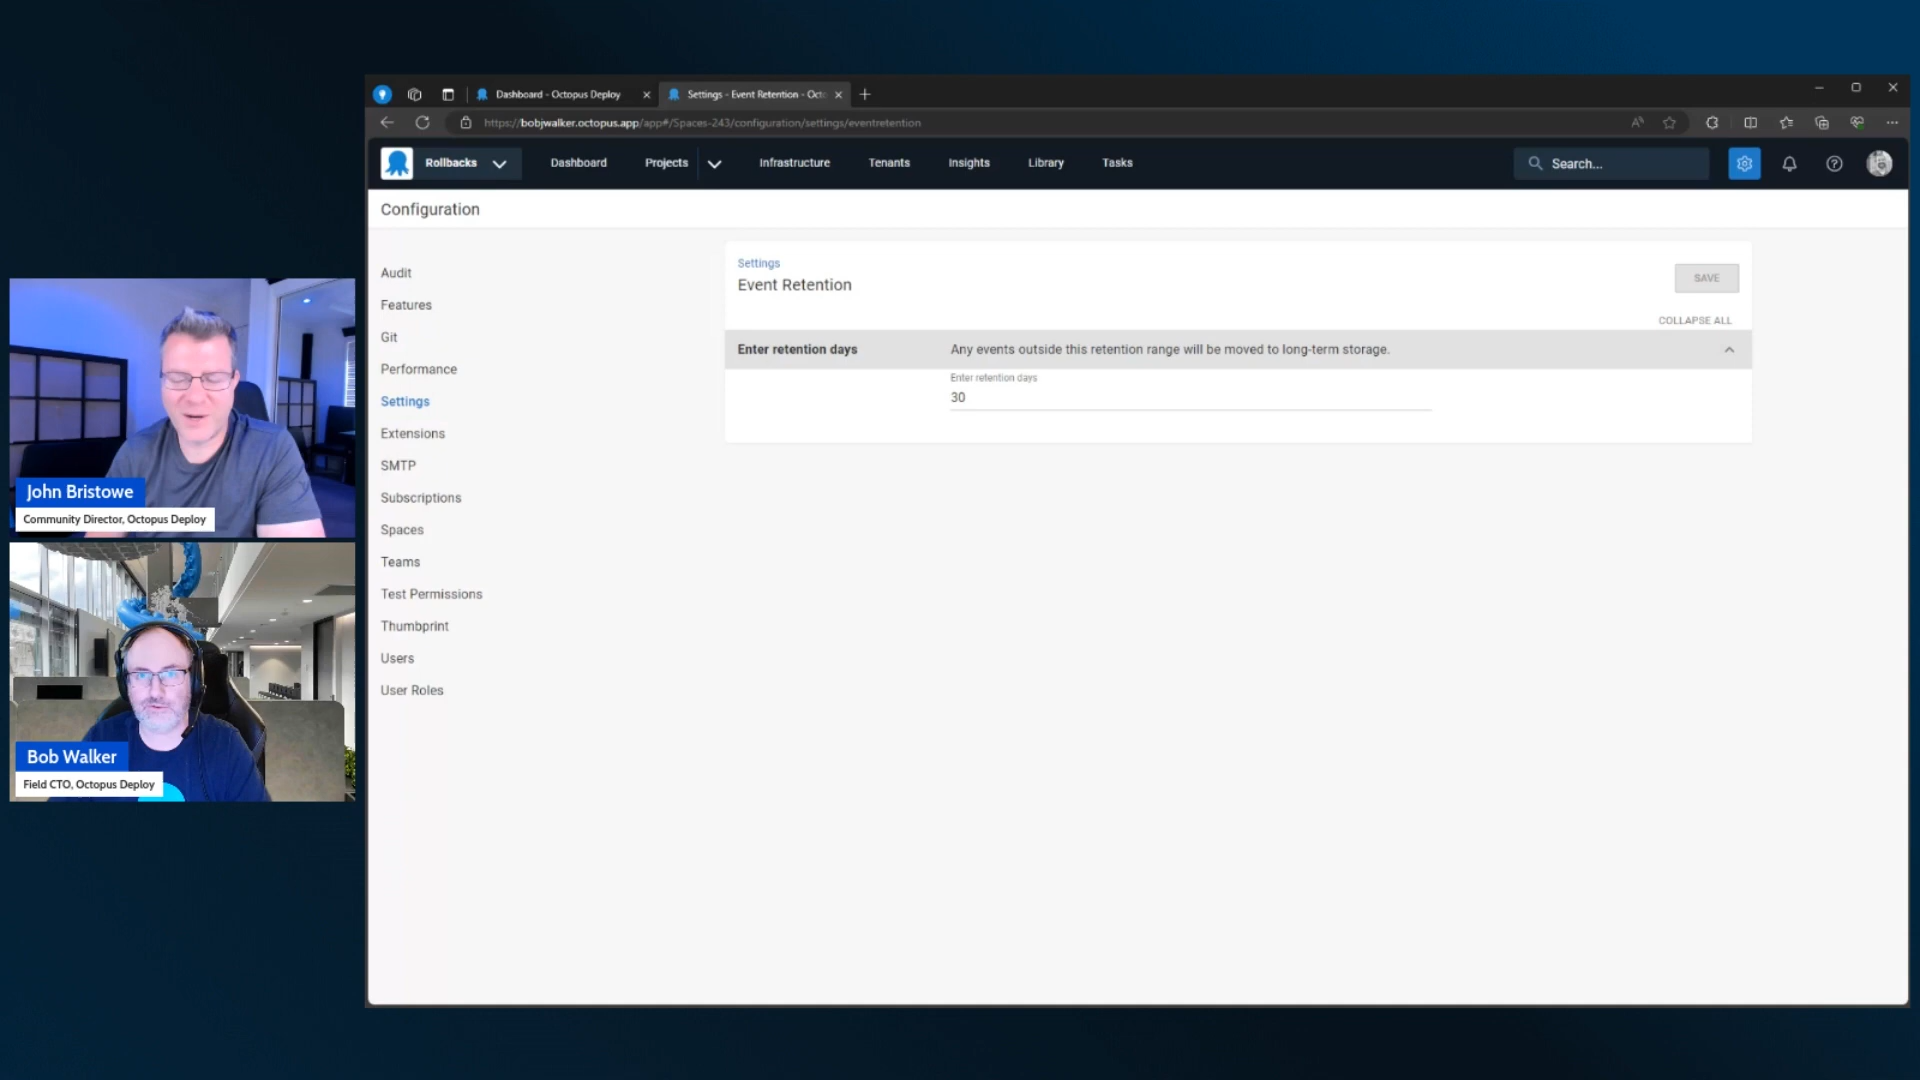 Dashboard - Octopus Deploy
Settings - Event Retention - Octo
https://bobjwalker.octopus.app/app#/Spaces-243/configuration/settings/eventretention
Rollbacks
Dashboard
Projects
Infrastructure
Tenants
Insights
Library
Tasks
Search...
Configuration
Audit
Features
Git
Performance
Settings
Extensions
SMTP
Subscriptions
Spaces
Teams
Test Permissions
Thumbprint
Users
User Roles
Settings
Event Retention
SAVE
COLLAPSE ALL
Enter retention days
Any events outside this retention range will be moved to long-term storage.
Enter retention days
30
John Bristowe
Community Director, Octopus Deploy
Bob Walker
Field CTO, Octopus Deploy